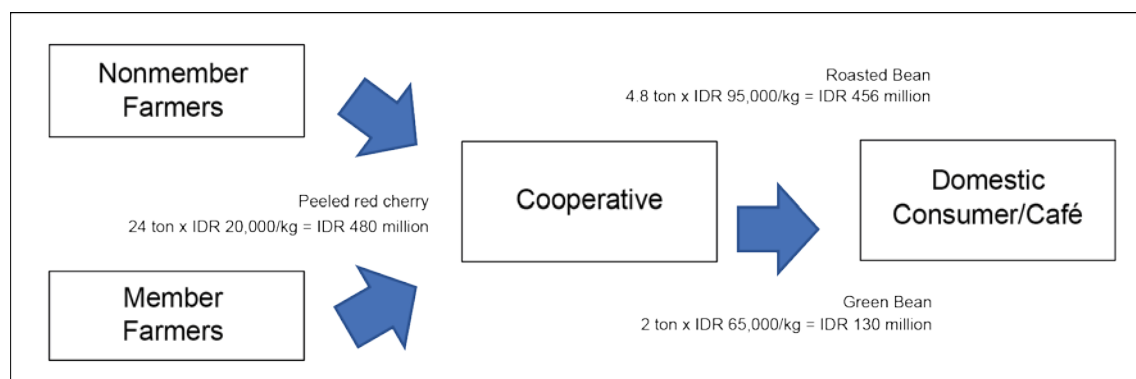 Nonmember
Farmers
Roasted Bean
4.8 ton x IDR 95,000/kg = IDR 456 million
Peeled red cherry
24 ton x IDR 20,000/kg = IDR 480 million
Cooperative
Domestic
Consumer/Café
Member
Farmers
Green Bean
2 ton x IDR 65,000/kg = IDR 130 million